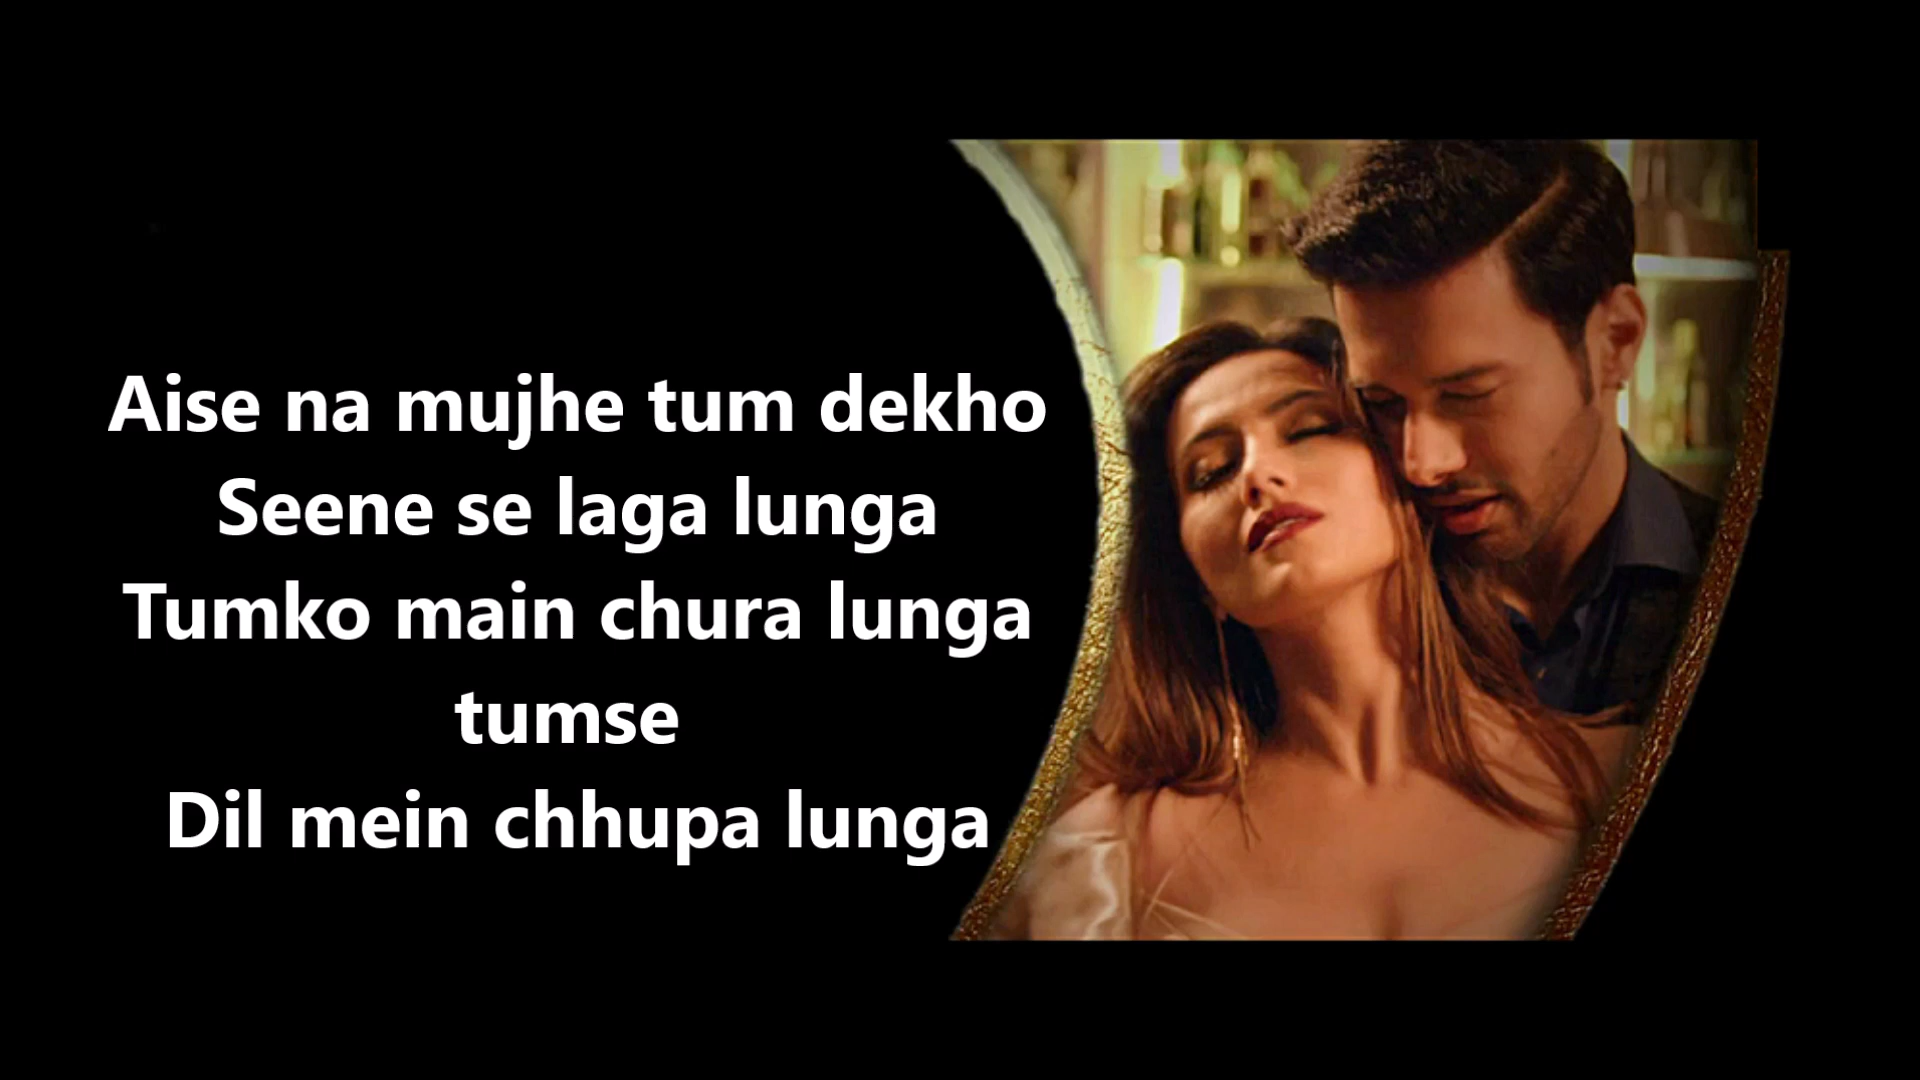 Aise na mujhe tum dekho
Seene se laga lunga
Tumko main chura lunga
tumse
Dil mein chhupa lunga